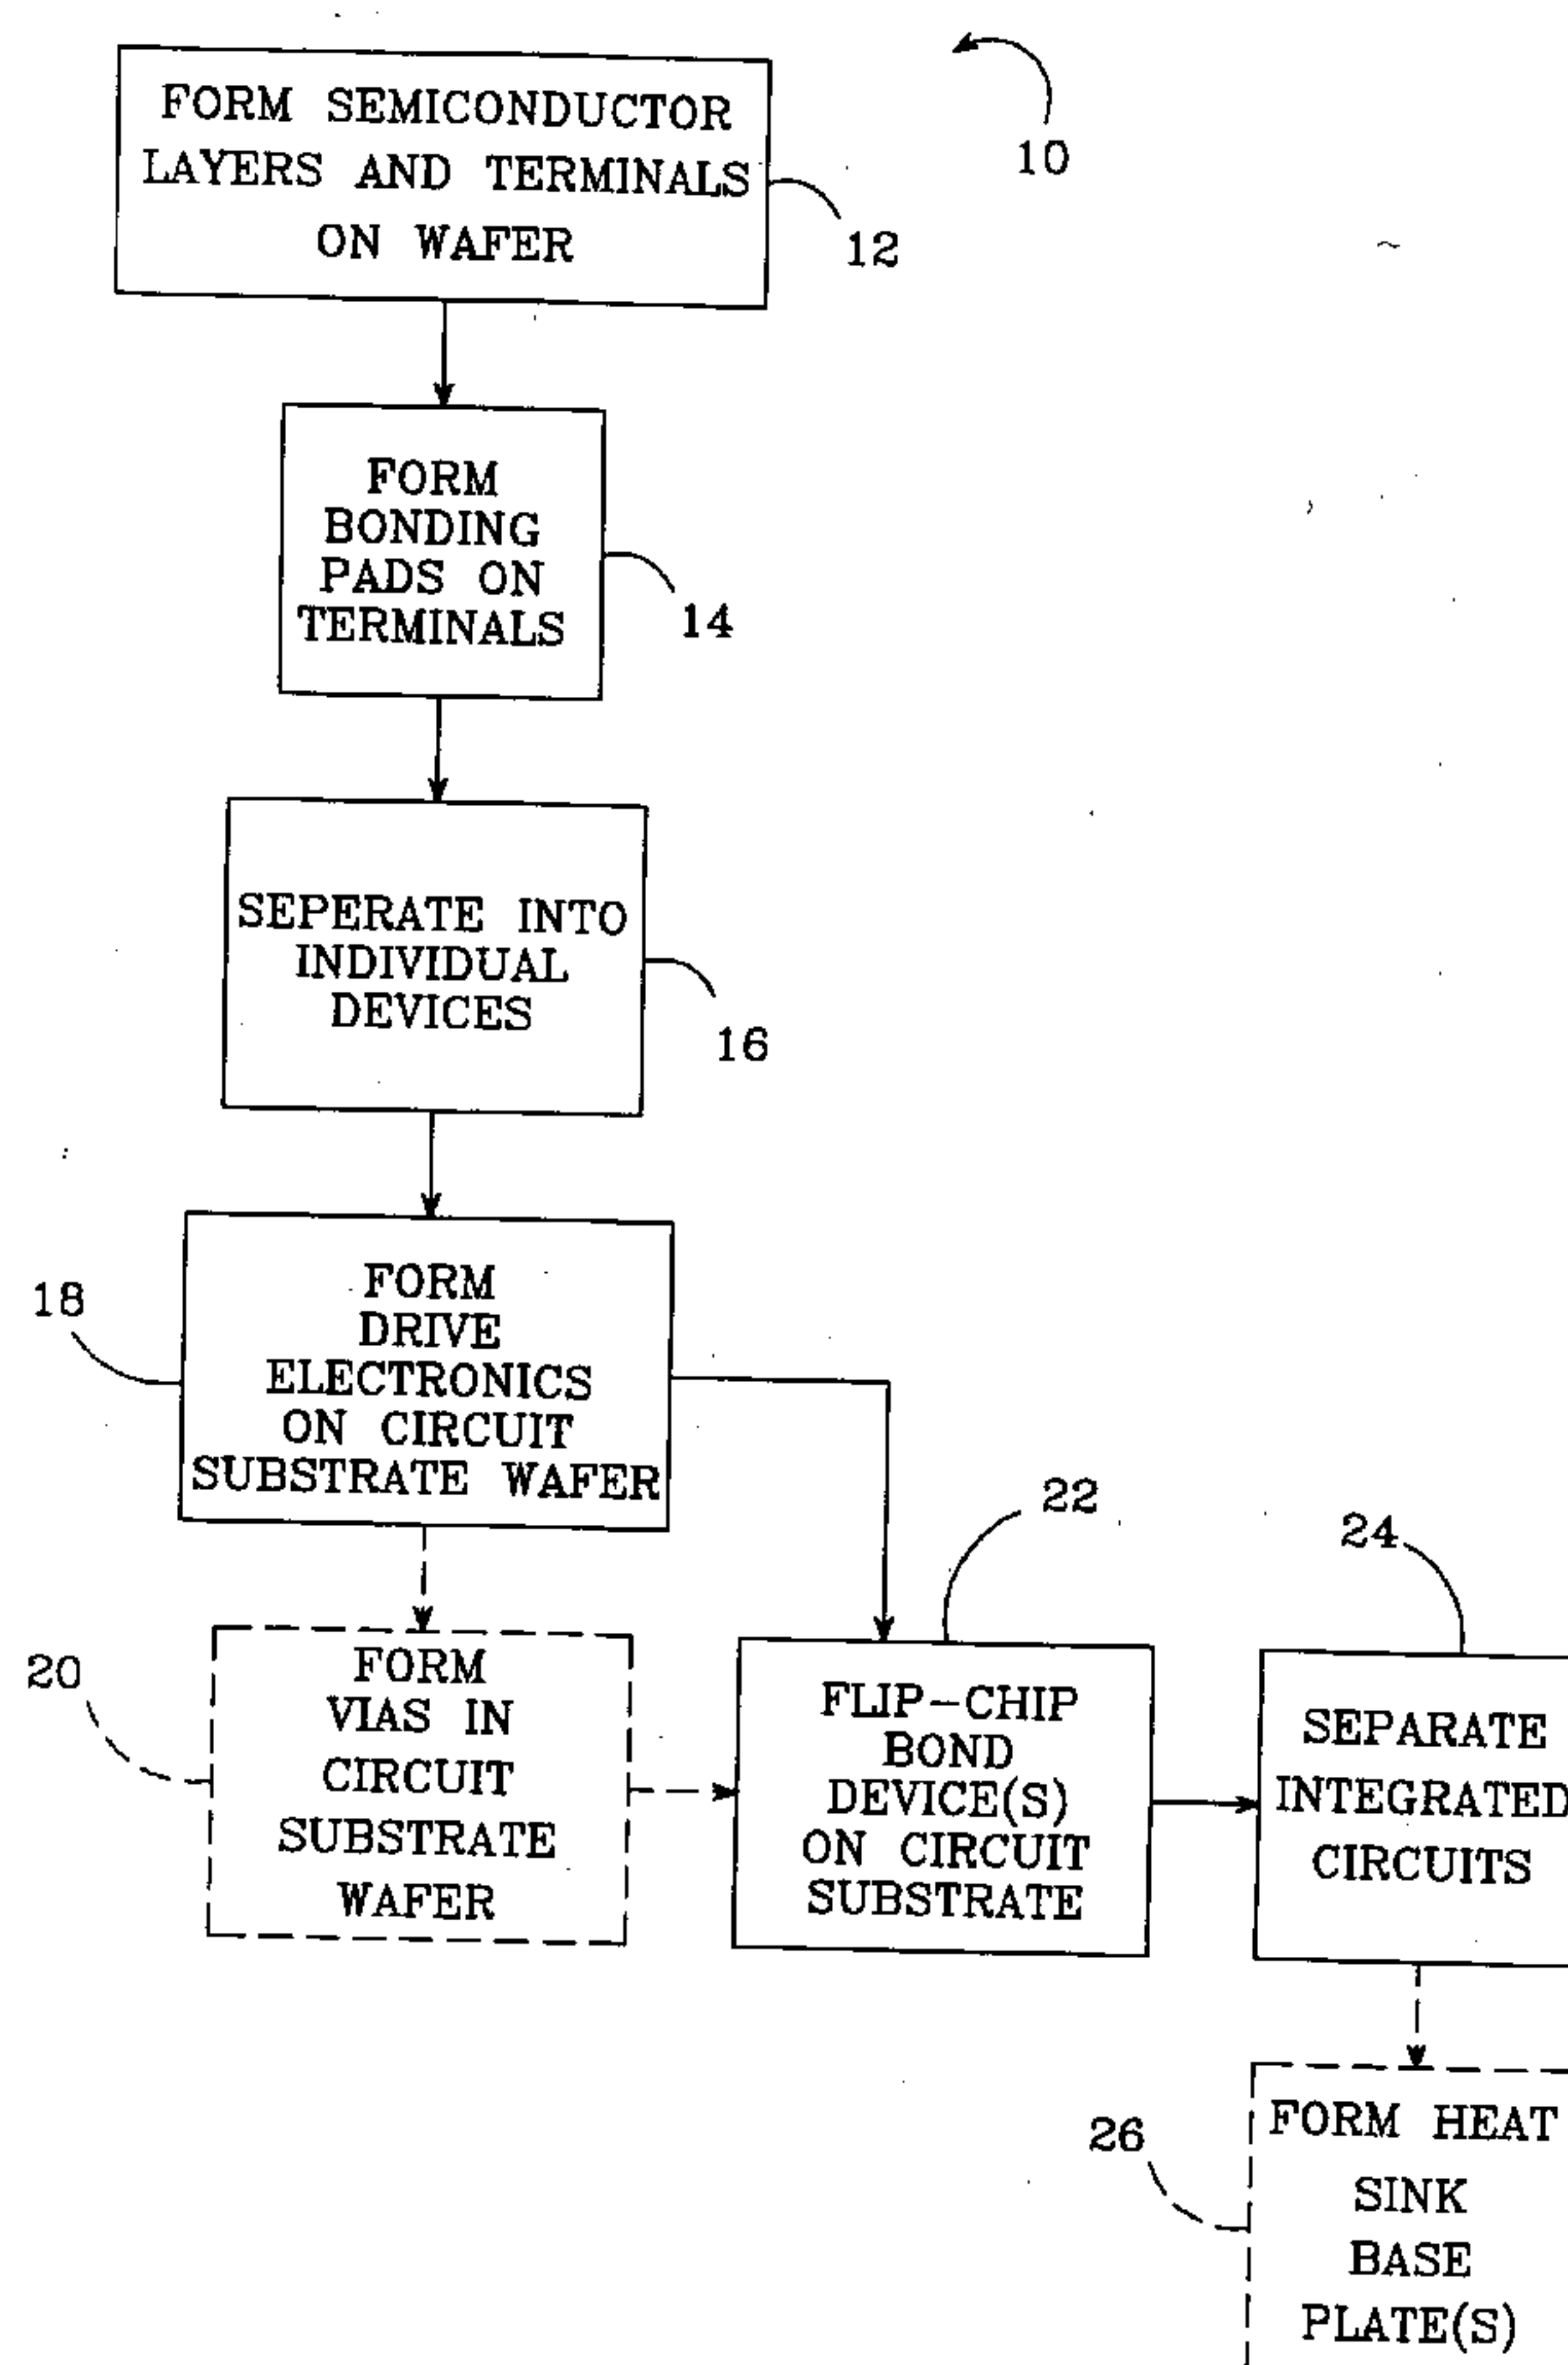 10
FORM SEMICONDUCTOR
LAYERS AND TERMINALS
ON WAFER
12
FORM
BONDING
PADS ON
TERMINALS
14
SEPERATE INTO
INDIVIDUAL
DEVICES
16
18
FORM
DRIVE
ELECTRONICS
ON CIRCUIT
SUBSTRATE WAFER
20
FORM
VIAS IN
CIRCUIT
SUBSTRATE
WAFER
22
FLIP-CHIP
BOND
DEVICE(S)
ON CIRCUIT
SUBSTRATE
24
SEPARATE
INTEGRATED
CIRCUITS
26
FORM HEAT
SINK
BASE
PLATE(S)